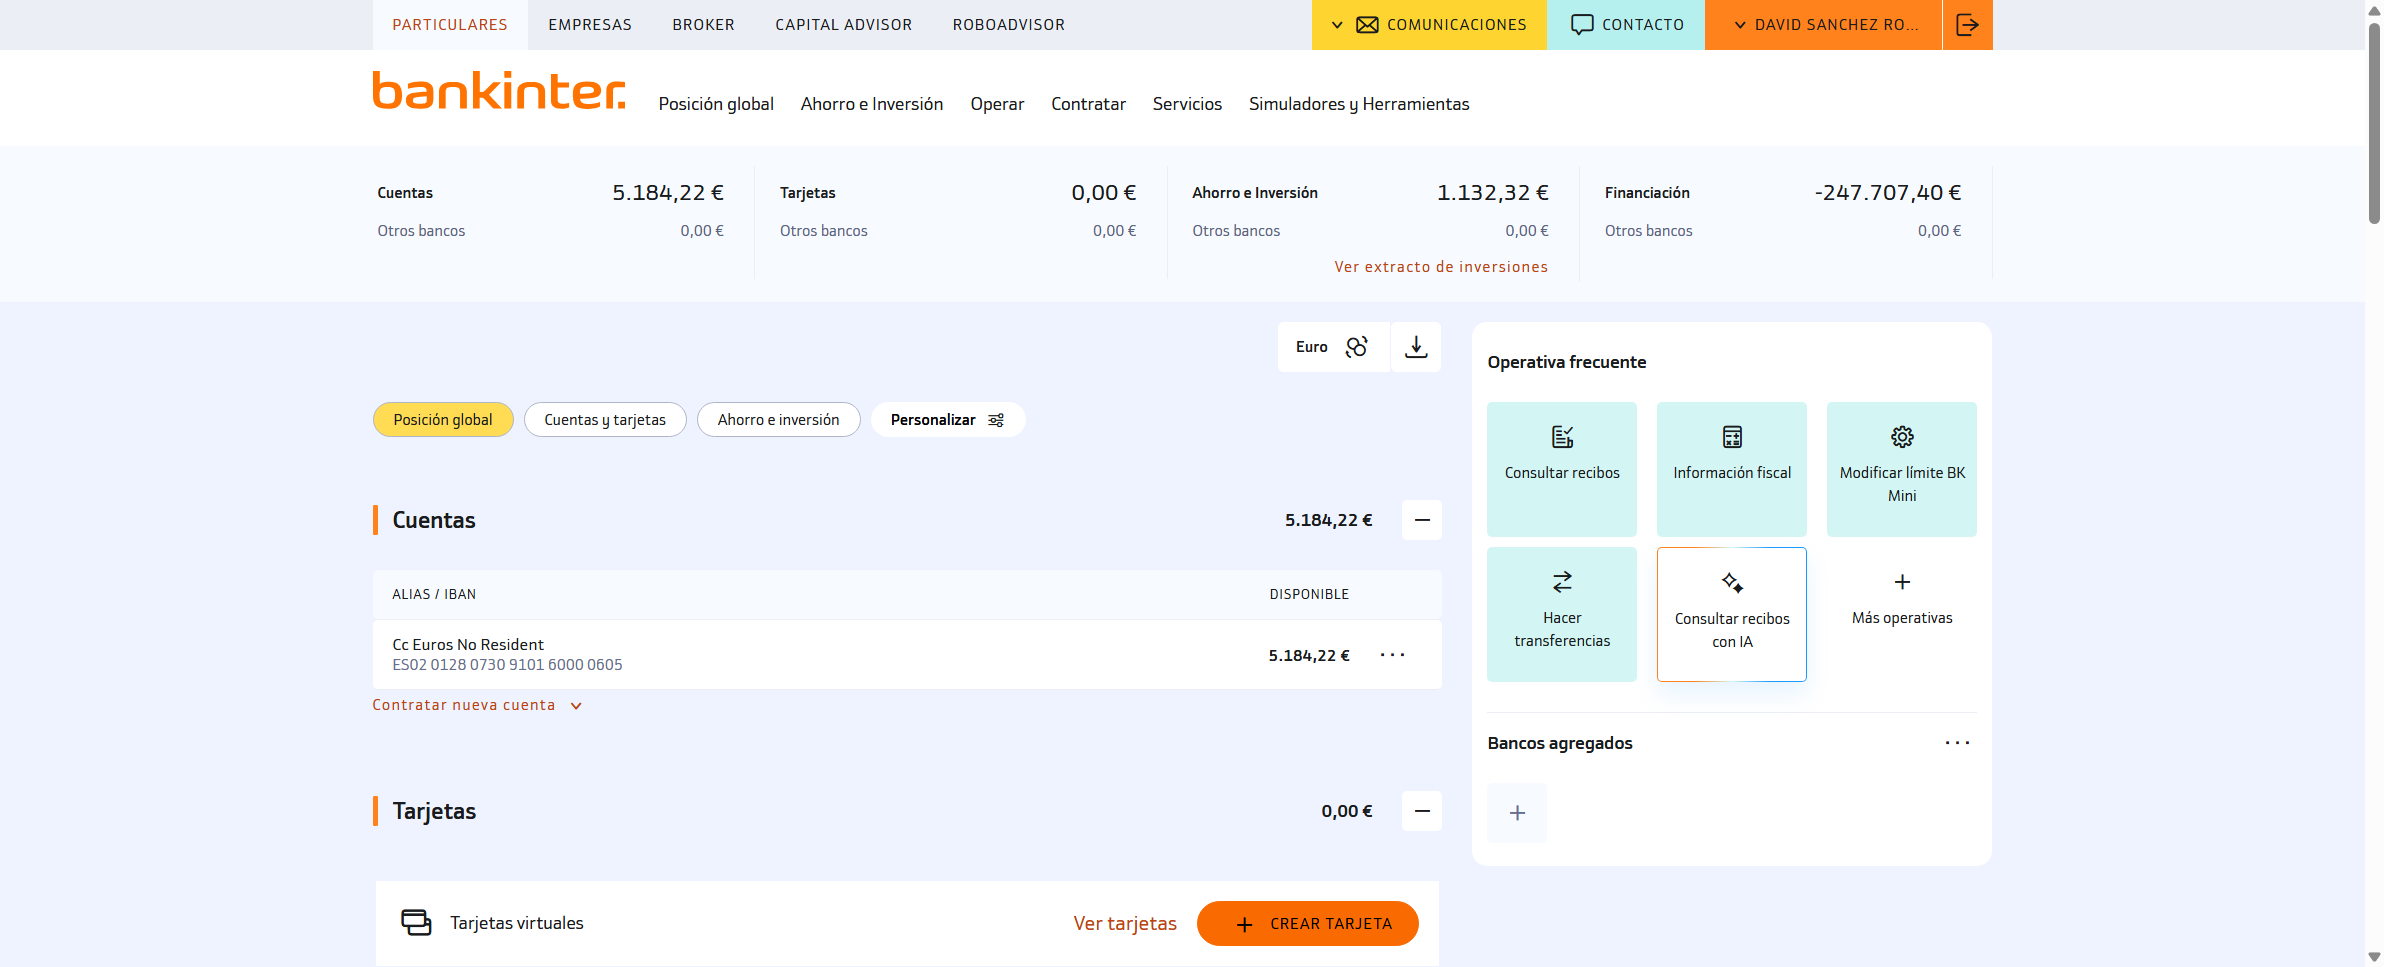 PARTICULARES EMPRESAS BROKER CAPITAL ADVISOR ROBOADVISOR COMUNICACIONES CONTACTO DAVID SANCHEZ RO...
bankinter. Posición global Ahorro e Inversión Operar Contratar Servicios Simuladores y Herramientas
Cuentas 5.184,22 € Tarjetas 0,00 € Ahorro e Inversión 1.132,32 € Financiación -247.707,40 €
Otros bancos 0,00 € Otros bancos 0,00 € Otros bancos 0,00 € Otros bancos 0,00 €
Ver extracto de inversiones
Euro
Posición global Cuentas y tarjetas Ahorro e inversión Personalizar
Cuentas 5.184,22 €
ALIAS / IBAN DISPONIBLE
Cc Euros No Resident
ES02 0128 0730 9101 6000 0605
5.184,22 €
Contratar nueva cuenta
Tarjetas 0,00 €
Tarjetas virtuales Ver tarjetas + CREAR TARJETA
Operativa frecuente
Consultar recibos
Información fiscal
Modificar límite BK
Mini
Hacer
transferencias
Consultar recibos
con IA
Más operativas
Bancos agregados